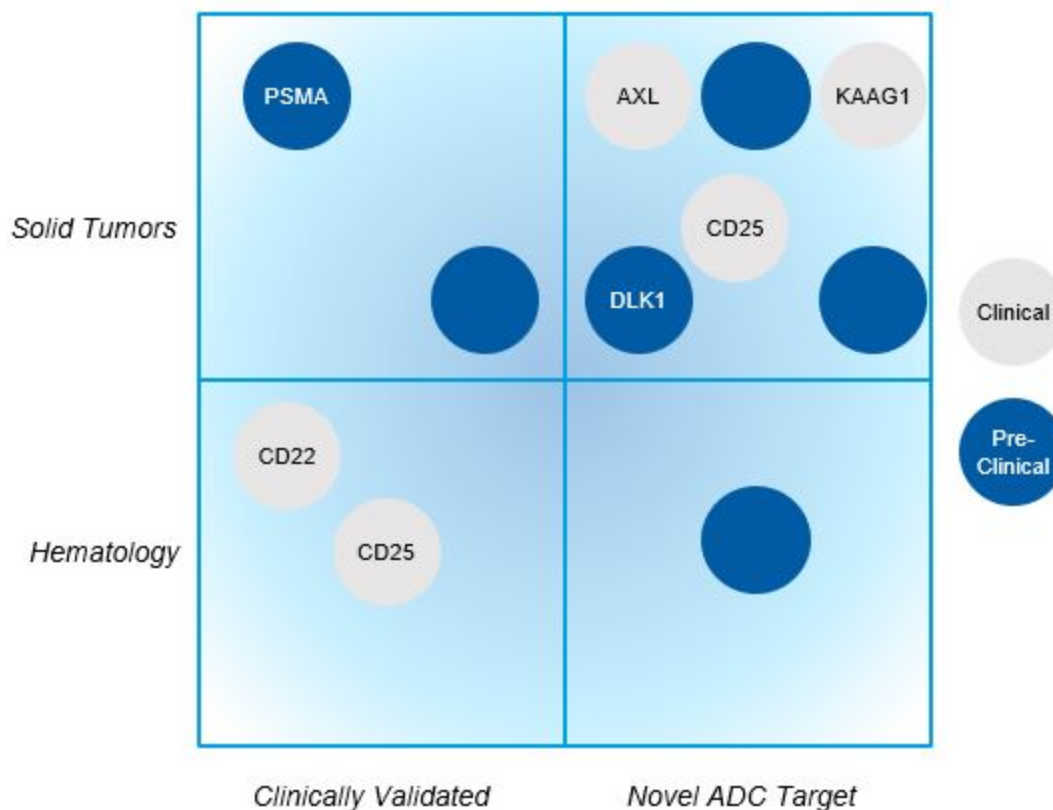 PSMA
AXL
KAAG1
Solid Tumors
CD25
DLK1
Clinical
CD22
Pre-
Clinical
Hematology
CD25
Clinically Validated
Novel ADC Target